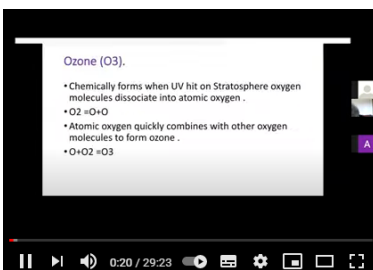 Ozone (O3).
•Chemically forms when UV hit on Stratosphere oxygen
molecules dissociate into atomic oxygen .
•O2 =O+O
•Atomic oxygen quickly combines with other oxygen
molecules to form ozone .
•O+O2 =O3
A
0:20 / 29:23